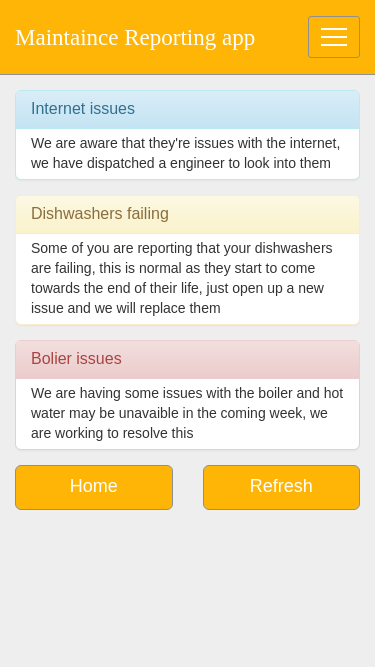 Maintaince Reporting app
Internet issues
We are aware that they're issues with the internet,
we have dispatched a engineer to look into them
Dishwashers failing
Some of you are reporting that your dishwashers
are failing, this is normal as they start to come
towards the end of their life, just open up a new
issue and we will replace them
Bolier issues
We are having some issues with the boiler and hot
water may be unavaible in the coming week, we
are working to resolve this
Home
Refresh